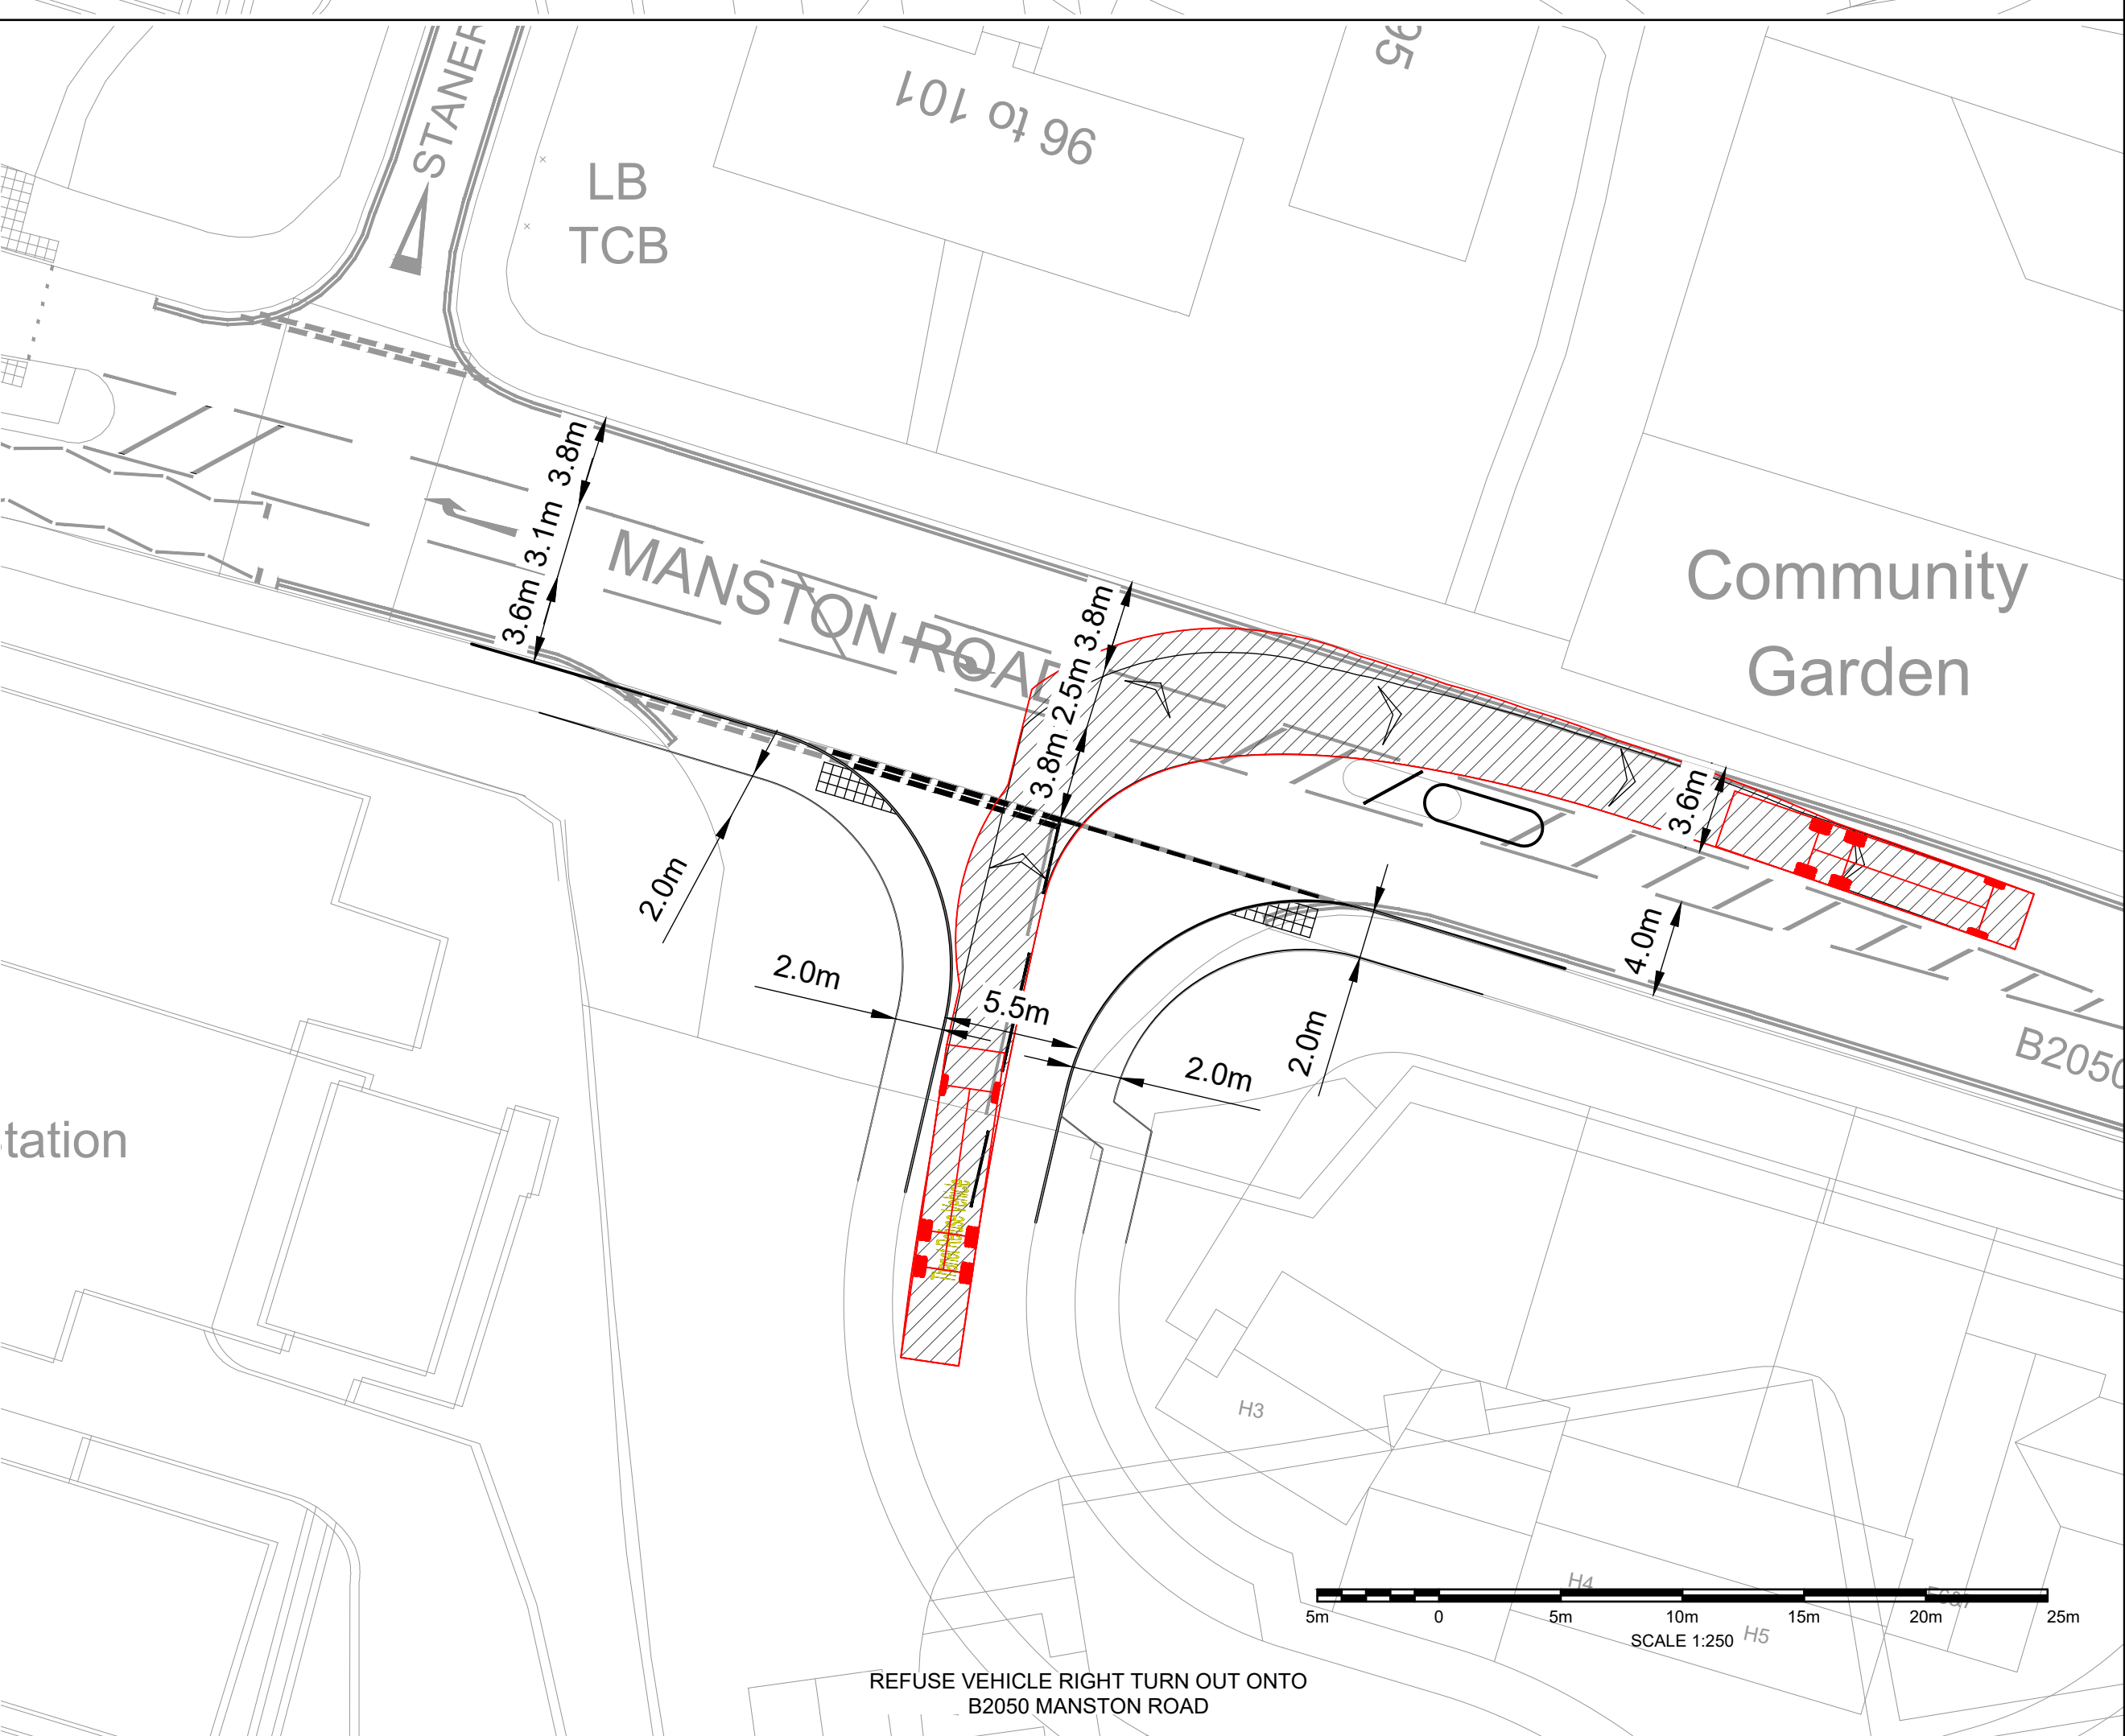 STANER
95
96 to 101
LB
TCB
3.8m
3.1m
3.6m
MANSTON ROAD
3.8m
2.5m
3.8m
Community
Garden
3.6m
4.0m
2.0m
2.0m
5.5m
2.0m
2.0m
B2050
tation
Refuse Vehicle
H3
H4
H5
5m
0
5m
10m
15m
20m
25m
SCALE 1:250
REFUSE VEHICLE RIGHT TURN OUT ONTO
B2050 MANSTON ROAD